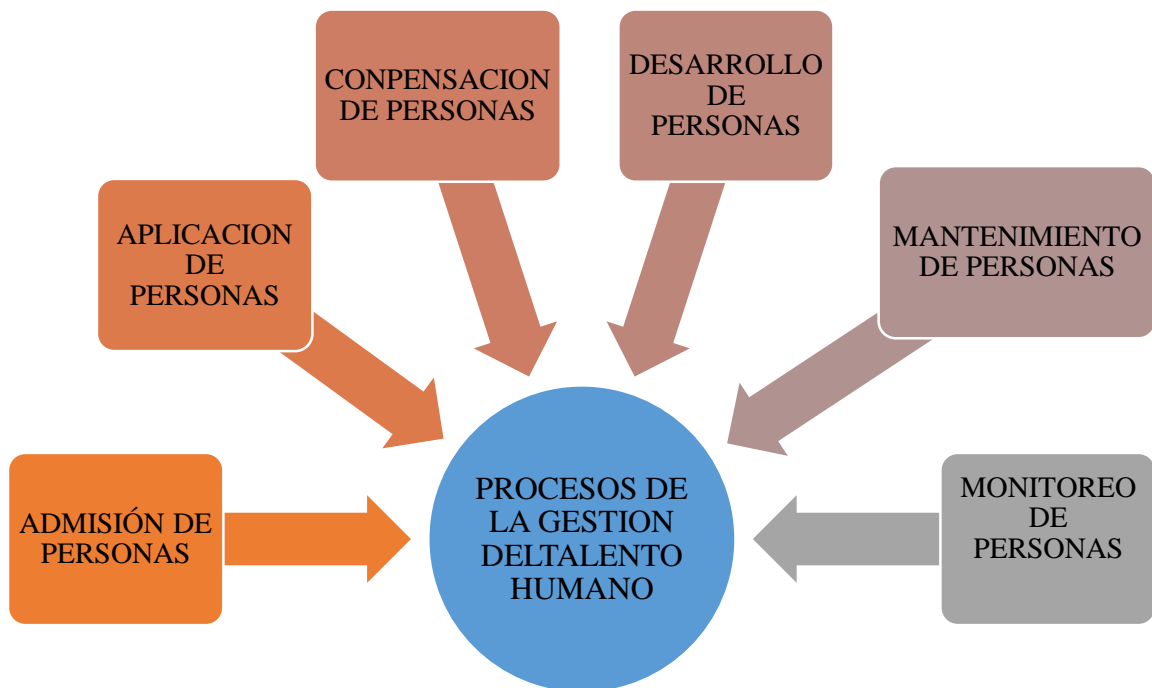 ADMISIÓN DE
PERSONAS
APLICACION
DE
PERSONAS
CONPENSACION
DE PERSONAS
DESARROLLO
DE
PERSONAS
MANTENIMIENTO
DE PERSONAS
MONITOREO
DE
PERSONAS
PROCESOS DE
LA GESTION
DELTALENTO
HUMANO